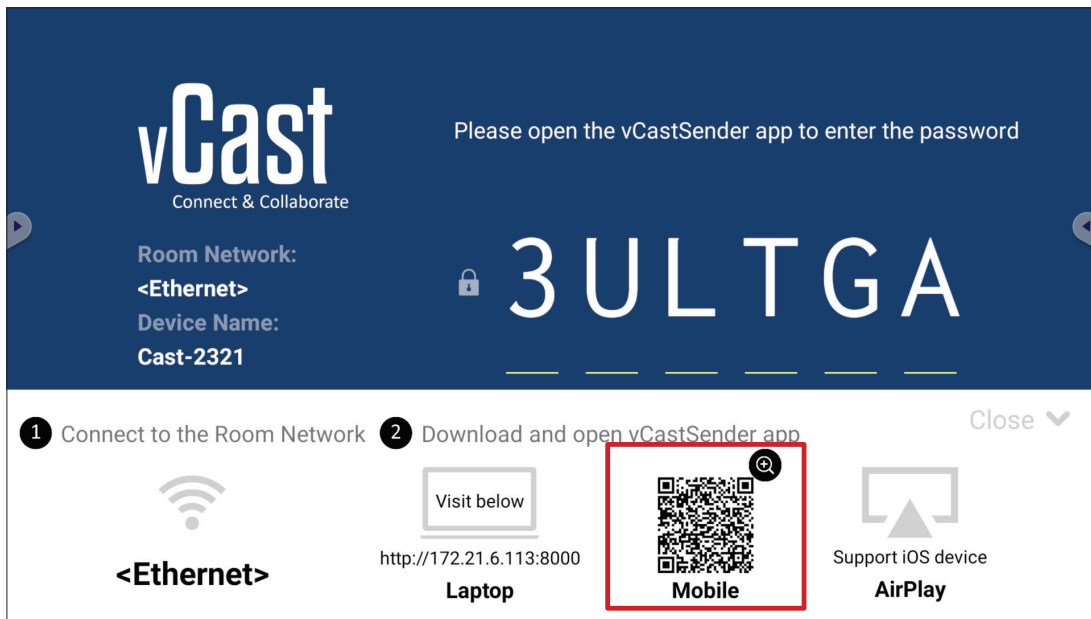 vCast
Connect & Collaborate
Please open the vCastSender app to enter the password
Room Network:
<Ethernet>
Device Name:
Cast-2321
3ULTGA
1 Connect to the Room Network
2 Download and open vCastSender app
Close
<Ethernet>
Visit below
http://172.21.6.113:8000
Laptop
Mobile
Support iOS device
AirPlay